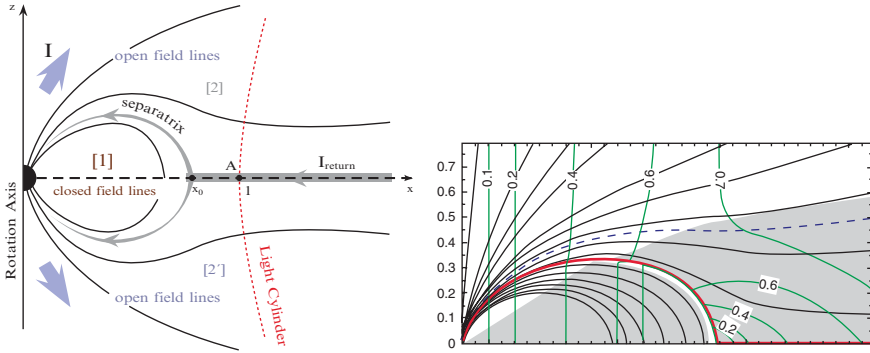 z
I
open field lines
[2]
separatrix
[1]
A
I return
closed field lines
x₀
1
x
Rotation Axis
[2´]
Light Cylinder
open field lines
0.7
0.6
0.5
0.4
0.3
0.2
0.1
0
0.1
0.2
0.4
0.6
0.7
0.6
0.4
0.2